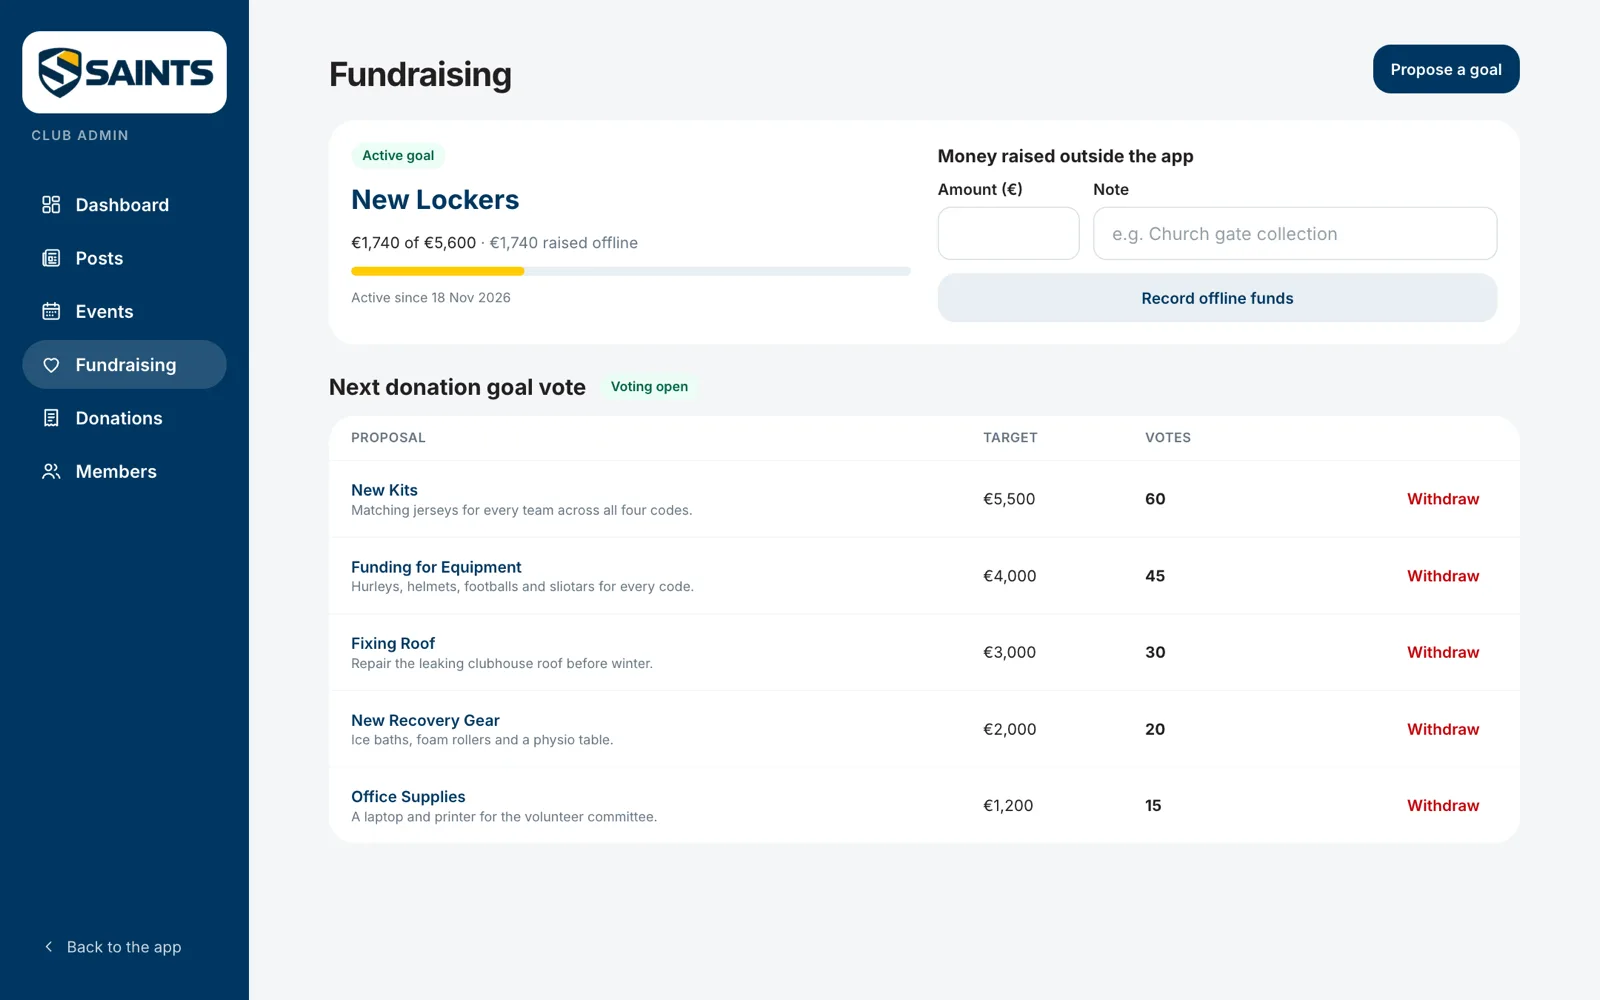 SAINTS
CLUB ADMIN
Dashboard
Posts
Events
Fundraising
Donations
Members
Back to the app
Fundraising
Propose a goal
Active goal
New Lockers
€1,740 of €5,600 · €1,740 raised offline
Active since 18 Nov 2026
Money raised outside the app
Amount (€) Note
e.g. Church gate collection
Record offline funds
Next donation goal vote Voting open
PROPOSAL TARGET VOTES
New Kits
Matching jerseys for every team across all four codes.
€5,500 60 Withdraw
Funding for Equipment
Hurleys, helmets, footballs and sliotars for every code.
€4,000 45 Withdraw
Fixing Roof
Repair the leaking clubhouse roof before winter.
€3,000 30 Withdraw
New Recovery Gear
Ice baths, foam rollers and a physio table.
€2,000 20 Withdraw
Office Supplies
A laptop and printer for the volunteer committee.
€1,200 15 Withdraw